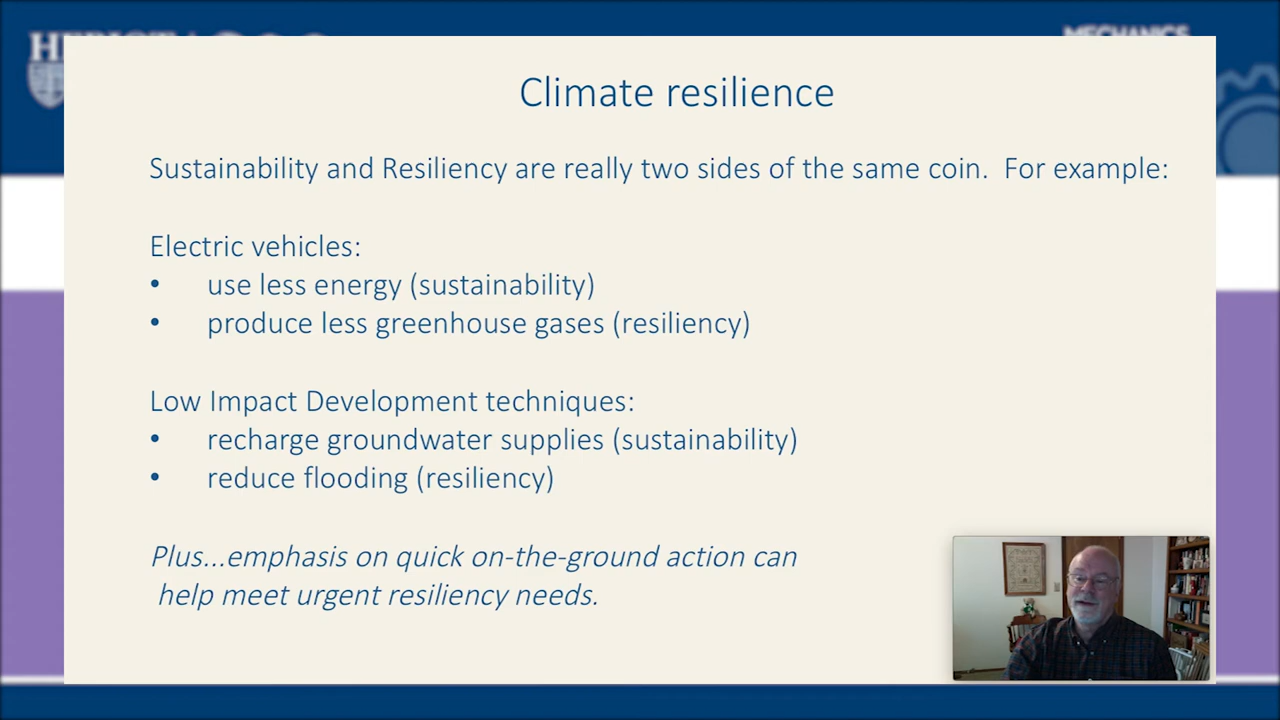 MECHANICS
Climate resilience
Sustainability and Resiliency are really two sides of the same coin. For example:
Electric vehicles:
• use less energy (sustainability)
• produce less greenhouse gases (resiliency)
Low Impact Development techniques:
• recharge groundwater supplies (sustainability)
• reduce flooding (resiliency)
Plus...emphasis on quick on-the-ground action can
help meet urgent resiliency needs.